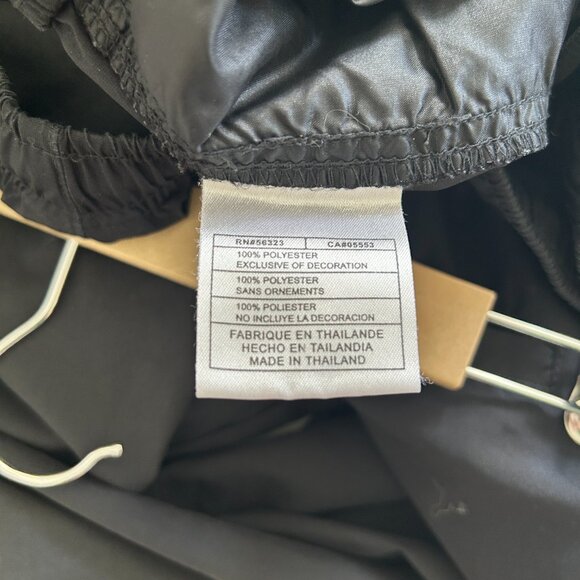 RN#56323 CA#05553
100% POLYESTER
EXCLUSIVE OF DECORATION
100% POLYESTER
SANS ORNEMENTS
100% POLIESTER
NO INCLUYE LA DECORACION
FABRIQUE EN THAILANDE
HECHO EN TAILANDIA
MADE IN THAILAND